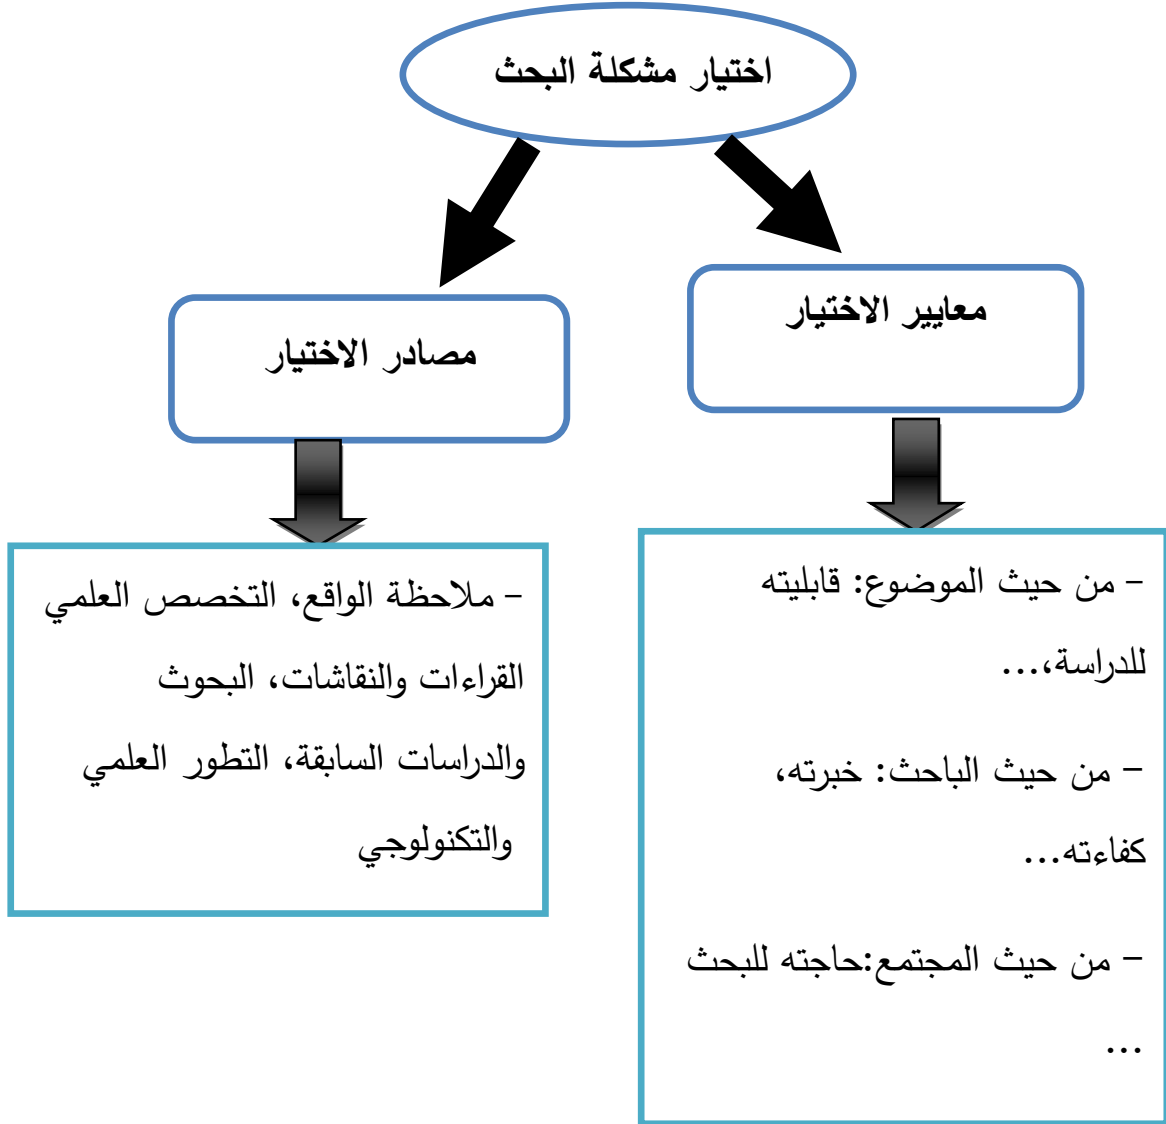 اختيار مشكلة البحث
معايير الاختيار
مصادر الاختيار
- من حيث الموضوع: قابليته
للدراسة،...
- من حيث الباحث: خبرته،
كفاءته...
- من حيث المجتمع:حاجته للبحث
...
- ملاحظة الواقع، التخصص العلمي
القراءات والنقاشات، البحوث
والدراسات السابقة، التطور العلمي
والتكنولوجي